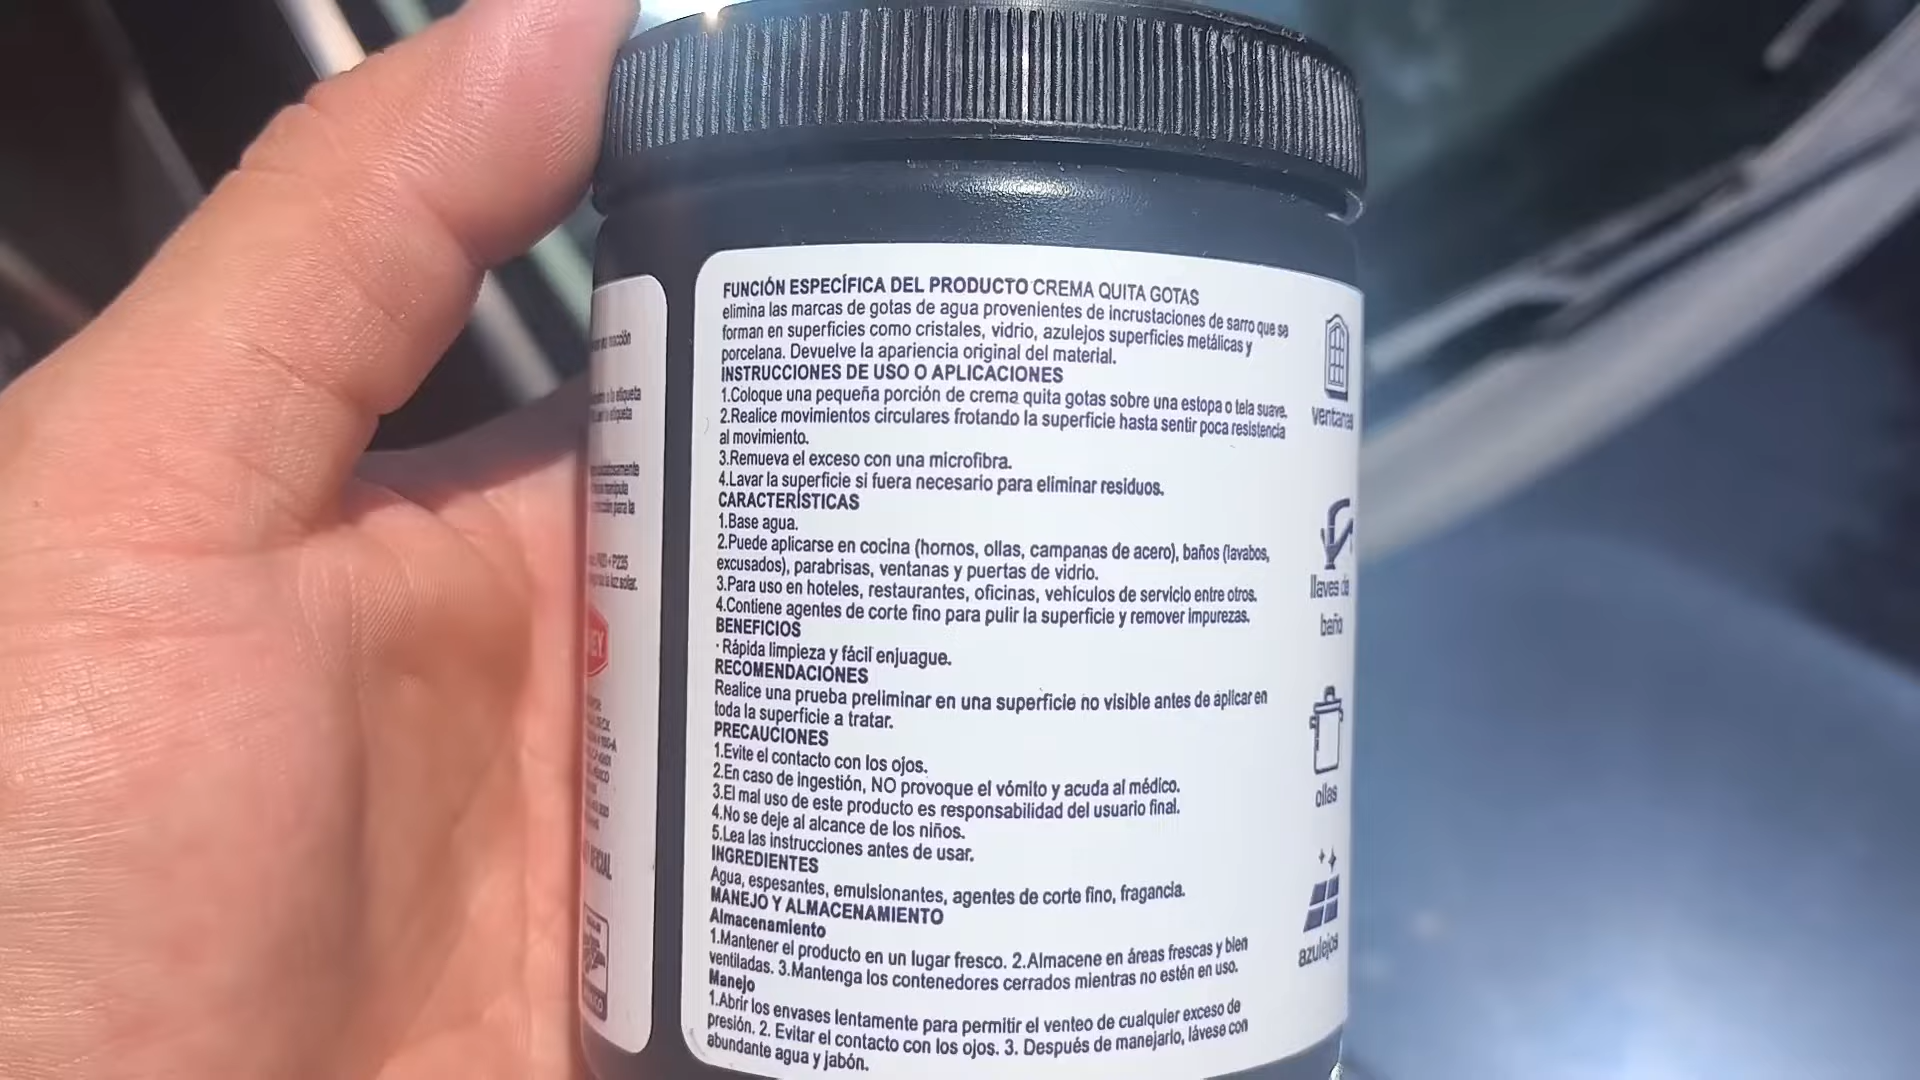 FUNCIÓN ESPECÍFICA DEL PRODUCTO CREMA QUITA GOTAS
elimina las marcas de gotas de agua provenientes de incrustaciones de sarro que se
forman en superficies como cristales, vidrio, azulejos superficies metálicas y
porcelana. Devuelve la apariencia original del material.
INSTRUCCIONES DE USO O APLICACIONES
1.Coloque una pequeña porción de crema quita gotas sobre una estopa o tela suave.
2.Realice movimientos circulares frotando la superficie hasta sentir poca resistencia
al movimiento.
3.Remueva el exceso con una microfibra.
4.Lavar la superficie si fuera necesario para eliminar residuos.
CARACTERÍSTICAS
1.Base agua.
2.Puede aplicarse en cocina (hornos, ollas, campanas de acero), baños (lavabos,
excusados), parabrisas, ventanas y puertas de vidrio.
3.Para uso en hoteles, restaurantes, oficinas, vehículos de servicio entre otros.
4.Contiene agentes de corte fino para pulir la superficie y remover impurezas.
BENEFICIOS
· Rápida limpieza y fácil enjuague.
RECOMENDACIONES
Realice una prueba preliminar en una superficie no visible antes de aplicar en
toda la superficie a tratar.
PRECAUCIONES
1.Evite el contacto con los ojos.
2.En caso de ingestión, NO provoque el vómito y acuda al médico.
3.El mal uso de este producto es responsabilidad del usuario final.
4.No se deje al alcance de los niños.
5.Lea las instrucciones antes de usar.
INGREDIENTES
Agua, espesantes, emulsionantes, agentes de corte fino, fragancia.
MANEJO Y ALMACENAMIENTO
Almacenamiento
1.Mantener el producto en un lugar fresco. 2.Almacene en áreas frescas y bien
ventiladas. 3.Mantenga los contenedores cerrados mientras no estén en uso.
Manejo
1.Abrir los envases lentamente para permitir el venteo de cualquier exceso de
presión. 2. Evitar el contacto con los ojos. 3. Después de manejarlo, lávese con
abundante agua y jabón.
ventanas
llaves de
baño
ollas
azulejos
la etiqueta
etiqueta
P235
la luz solar.